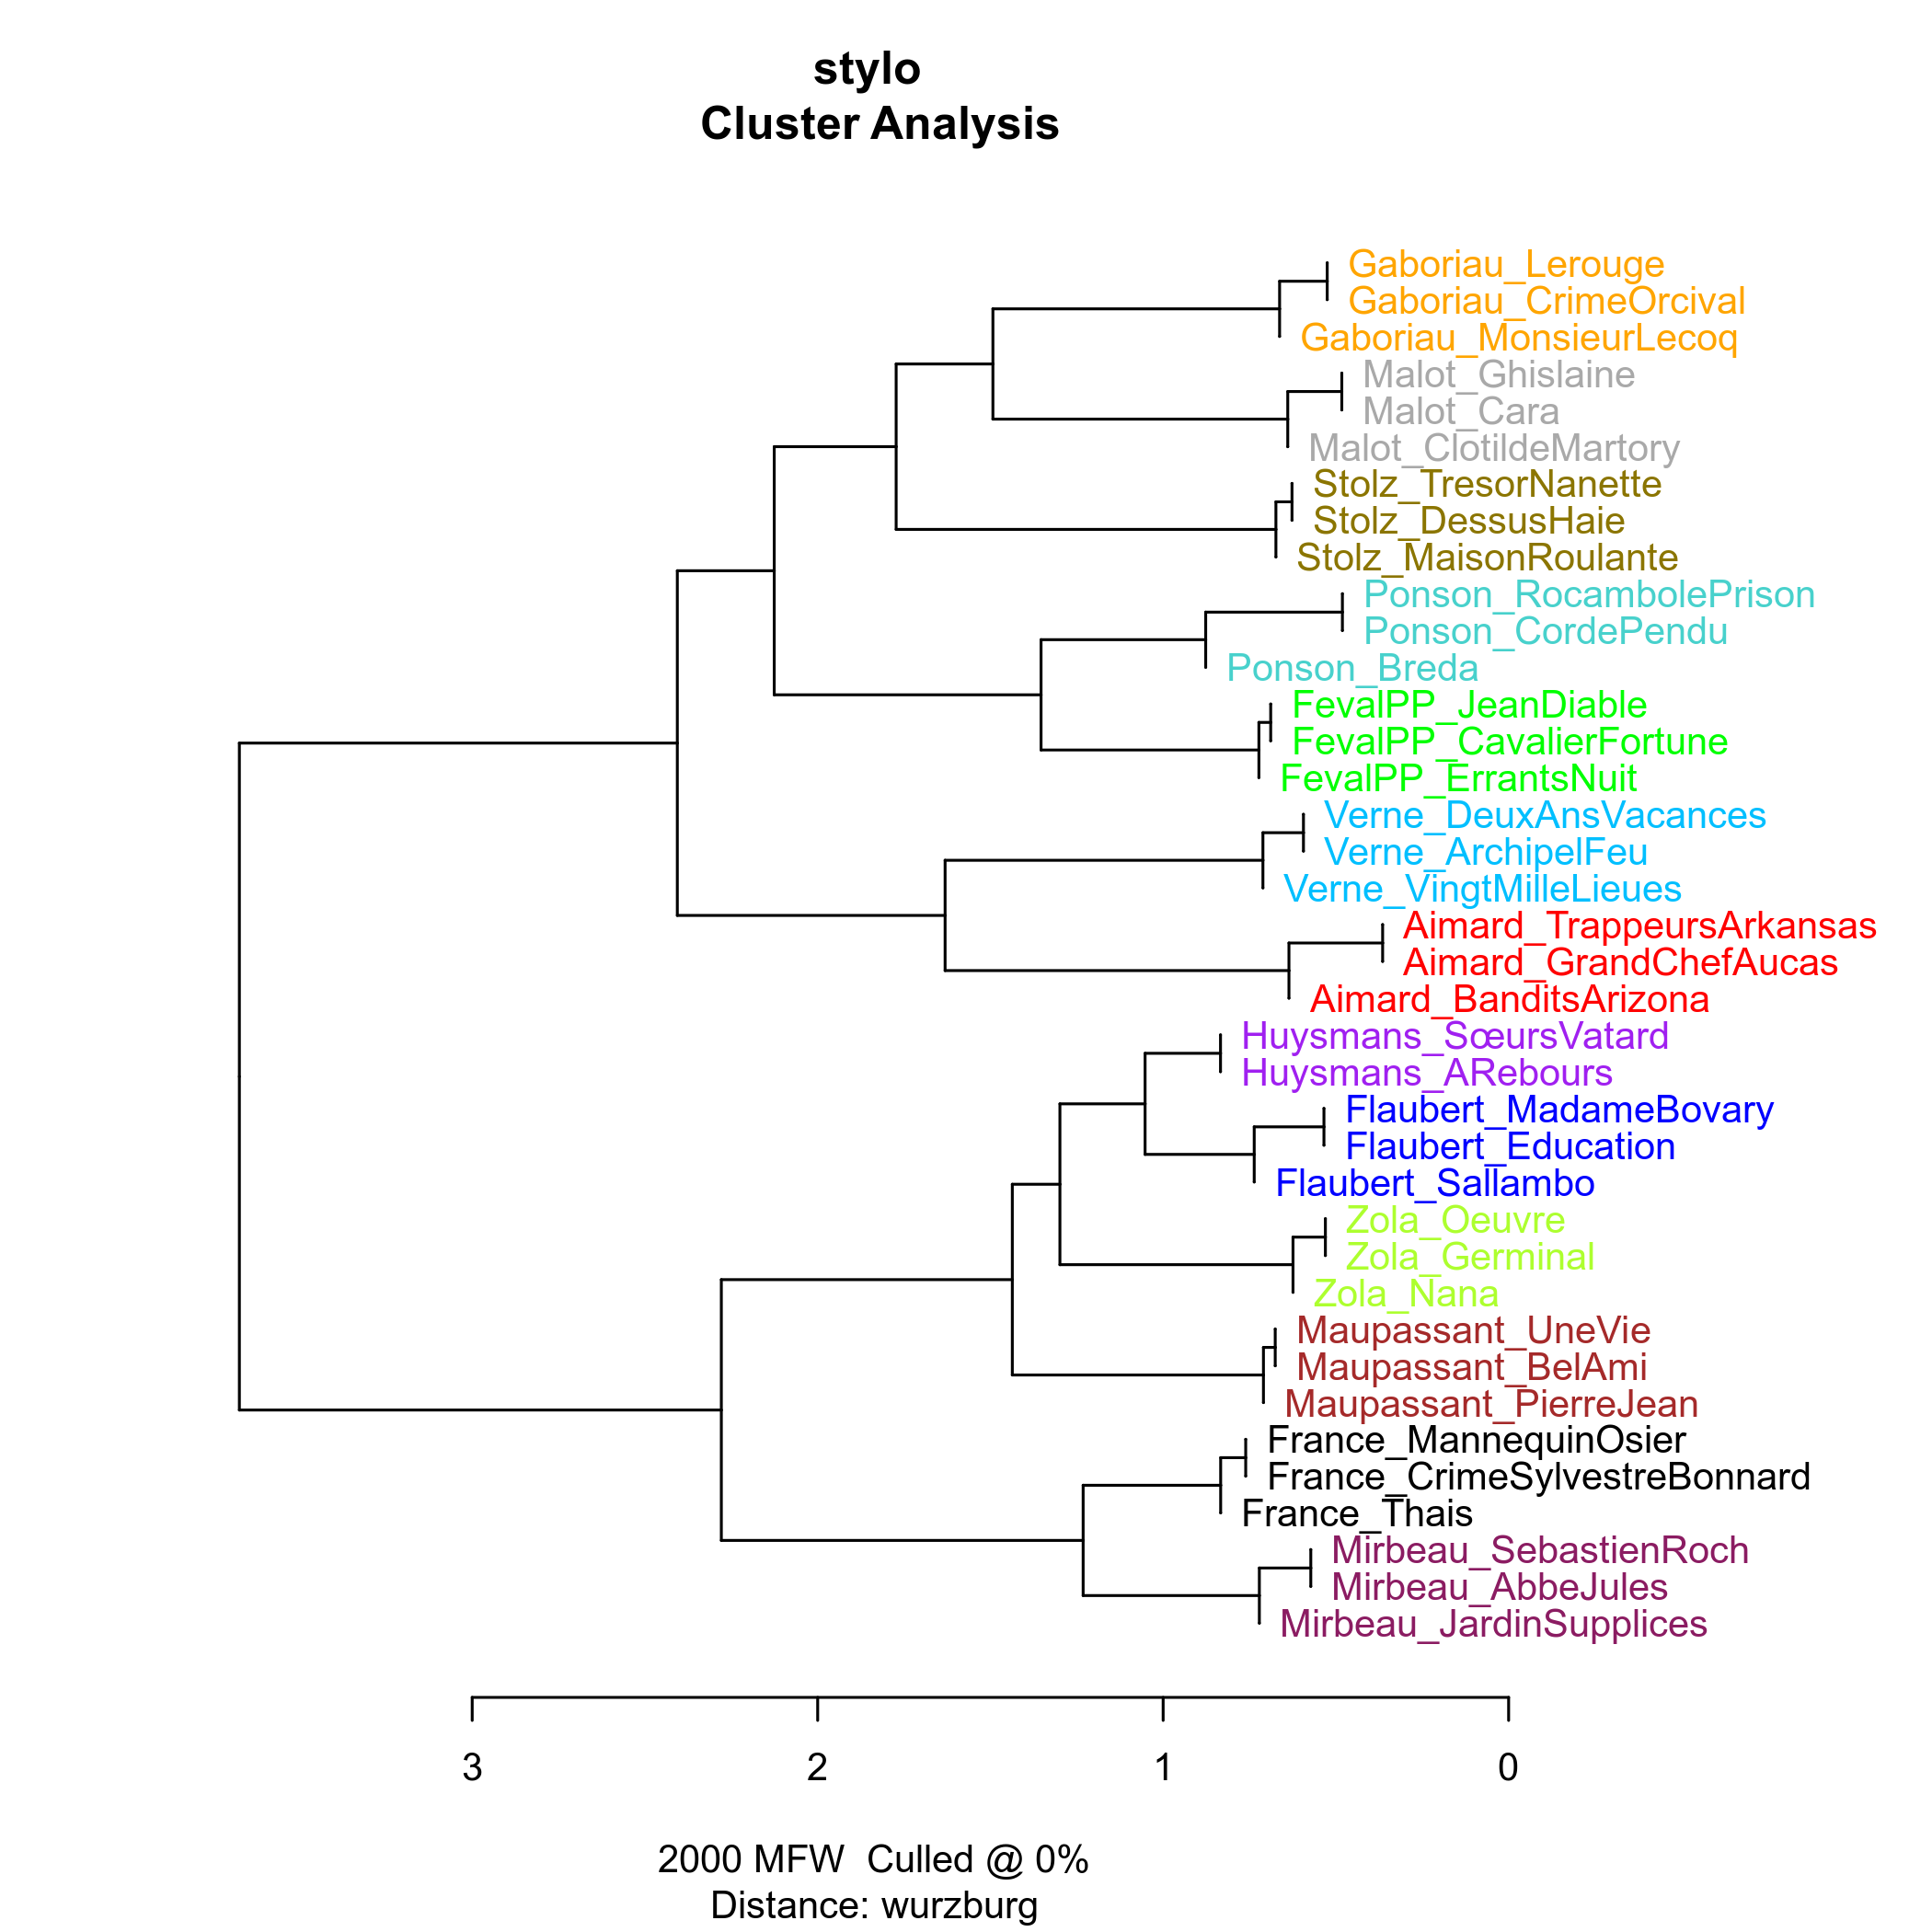 stylo
Cluster Analysis
Gaboriau_Lerouge
Gaboriau_CrimeOrcival
Gaboriau_MonsieurLecoq
Malot_Ghislaine
Malot_Cara
Malot_ClotildeMartory
Stolz_TresorNanette
Stolz_DessusHaie
Stolz_MaisonRoulante
Ponson_RocambolePrison
Ponson_CordePendu
Ponson_Breda
FevalPP_JeanDiable
FevalPP_CavalierFortune
FevalPP_ErrantsNuit
Verne_DeuxAnsVacances
Verne_ArchipelFeu
Verne_VingtMilleLieues
Aimard_TrappeursArkansas
Aimard_GrandChefAucas
Aimard_BanditsArizona
Huysmans_SœursVatard
Huysmans_ARebours
Flaubert_MadameBovary
Flaubert_Education
Flaubert_Sallambo
Zola_Oeuvre
Zola_Germinal
Zola_Nana
Maupassant_UneVie
Maupassant_BelAmi
Maupassant_PierreJean
France_MannequinOsier
France_CrimeSylvestreBonnard
France_Thais
Mirbeau_SebastienRoch
Mirbeau_AbbeJules
Mirbeau_JardinSupplices
3 2 1 0
2000 MFW  Culled @ 0%
Distance: wurzburg